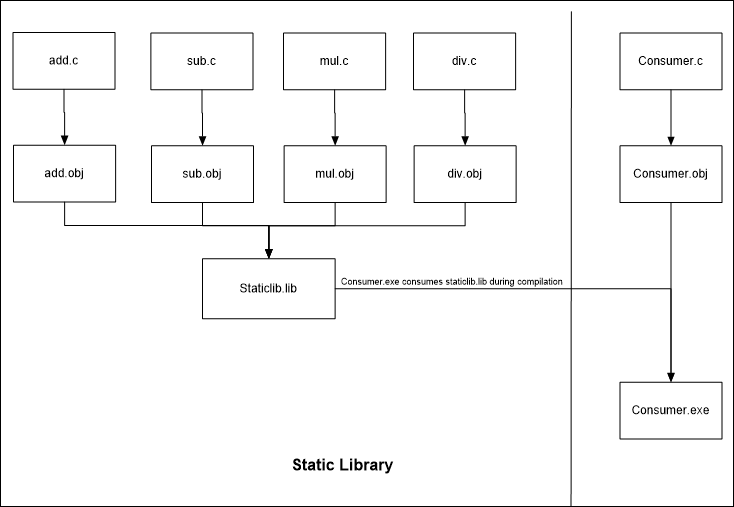 add.c
sub.c
mul.c
div.c
Consumer.c
add.obj
sub.obj
mul.obj
div.obj
Consumer.obj
Staticlib.lib
Consumer.exe consumes staticlib.lib during compilation
Consumer.exe
Static Library